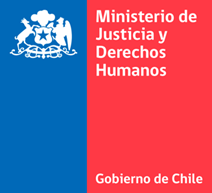 Ministerio de
Justicia y
Derechos
Humanos
Gobierno de Chile